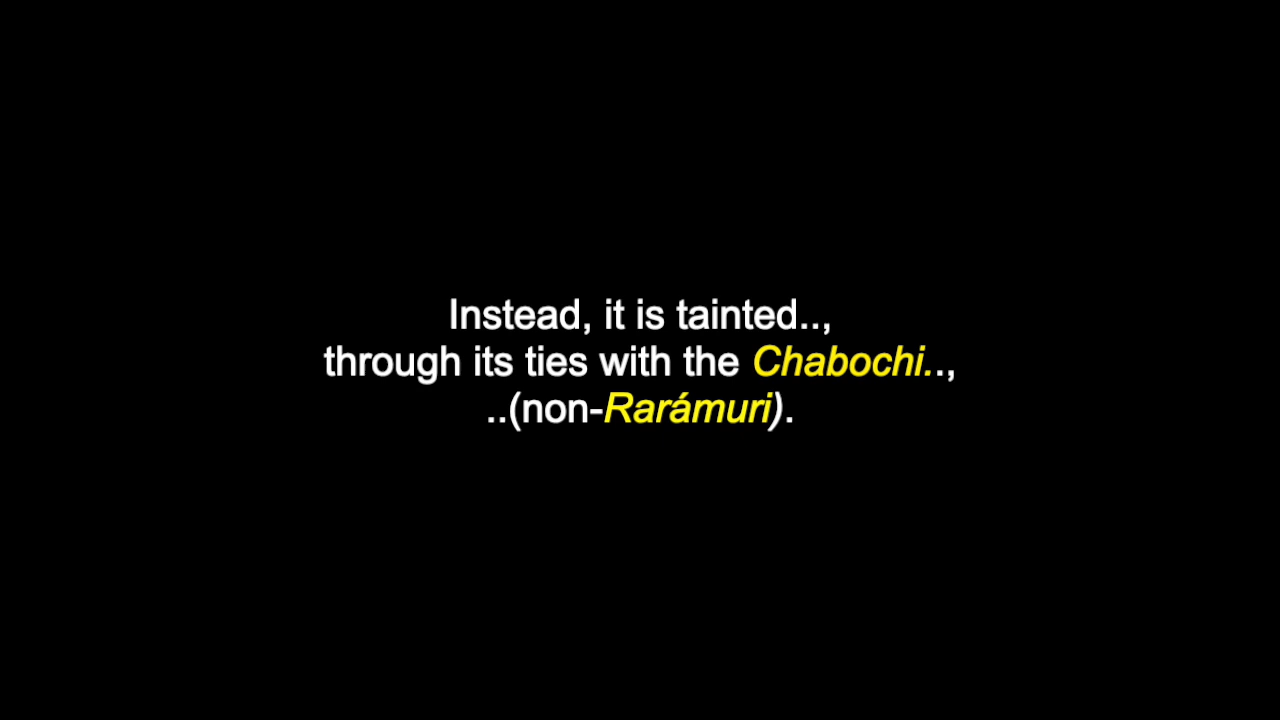 Instead, it is tainted..,
through its ties with the Chabochi..,
..(non-Rarámuri).